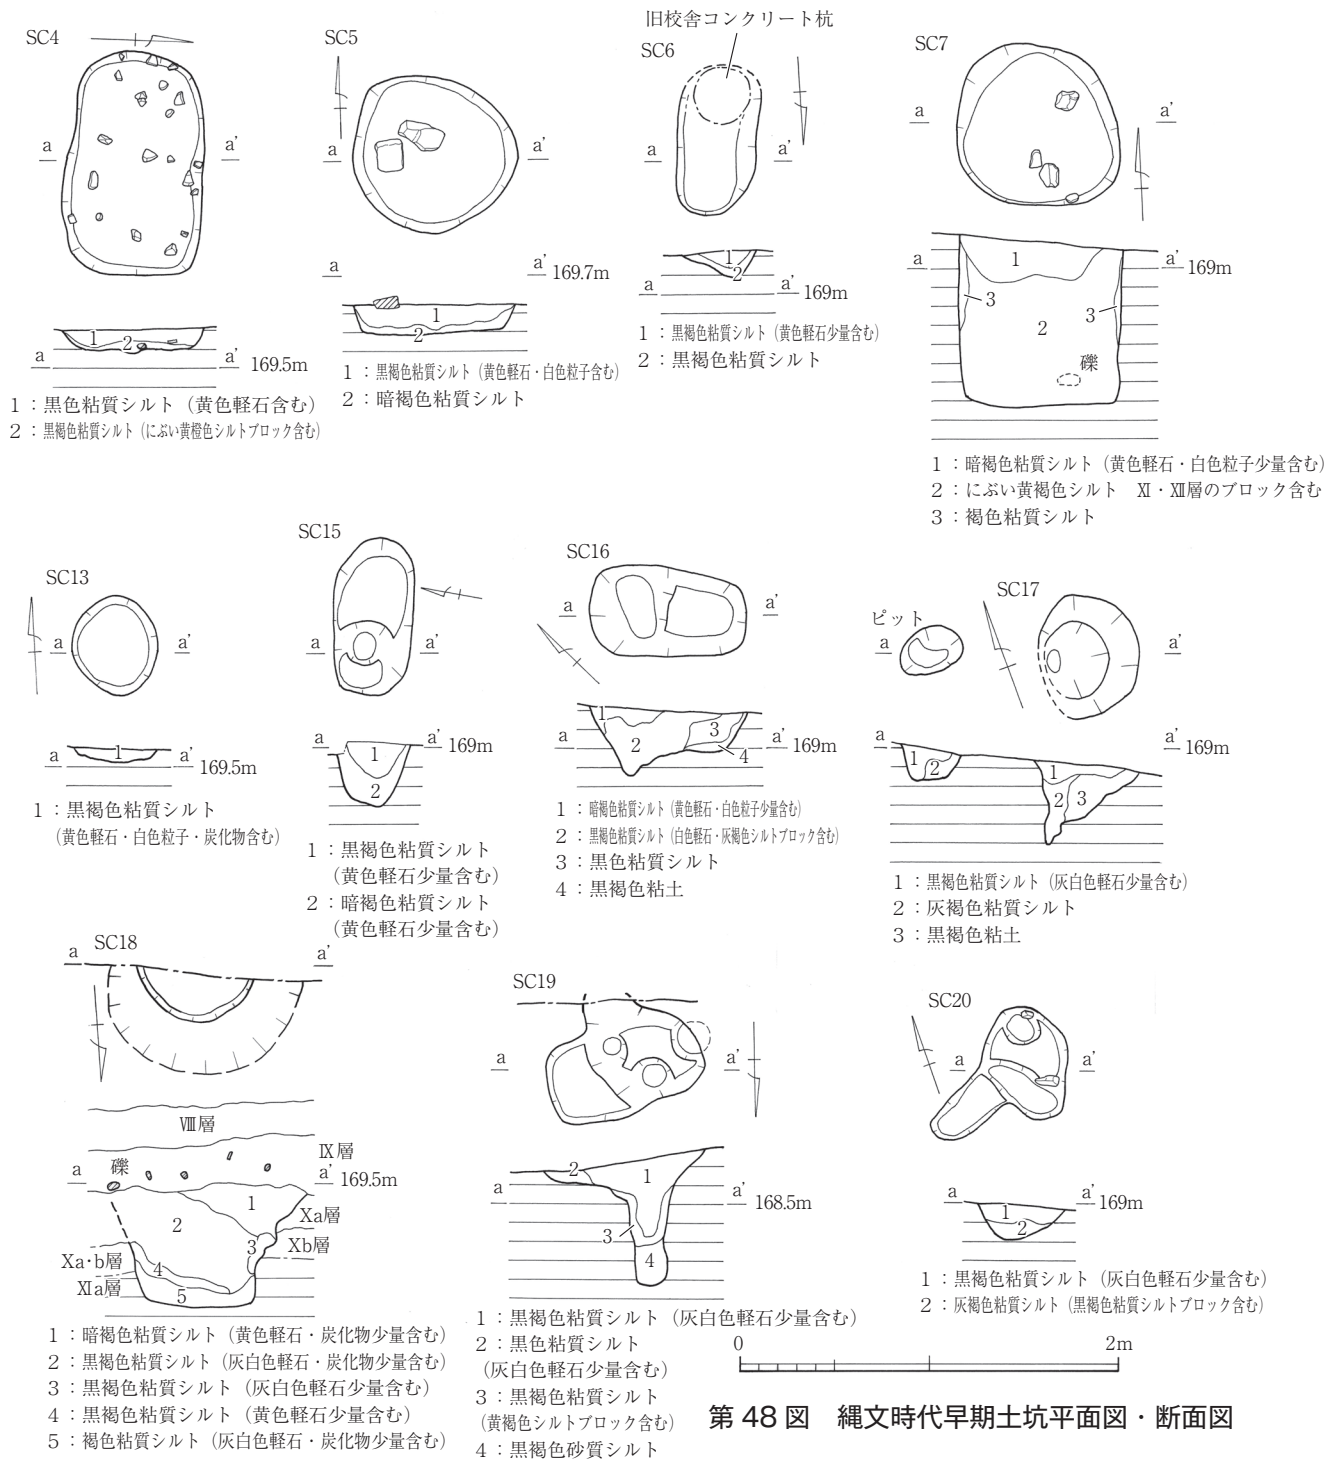 旧校舎コンクリート杭
SC4
a
a'
1
2
a
a'
169.5m
1：黒色粘質シルト（黄色軽石含む）
2：黒褐色粘質シルト（にぶい黄橙色シルトブロック含む）
SC5
a
a'
a
a' 169.7m
1
2
1：黒褐色粘質シルト（黄色軽石・白色粒子含む）
2：暗褐色粘質シルト
SC6
a
a'
1
2
a
a' 169m
1：黒褐色粘質シルト（黄色軽石少量含む）
2：黒褐色粘質シルト
SC7
a
a'
a
a' 169m
1
3
3
2
礫
1：暗褐色粘質シルト（黄色軽石・白色粒子少量含む）
2：にぶい黄褐色シルト　Ⅺ・Ⅻ層のブロック含む
3：褐色粘質シルト
SC13
a
a'
1
a
a' 169.5m
1：黒褐色粘質シルト
（黄色軽石・白色粒子・炭化物含む）
SC15
a
a'
a
a' 169m
1
2
1：黒褐色粘質シルト
（黄色軽石少量含む）
2：暗褐色粘質シルト
（黄色軽石少量含む）
SC16
a
a'
1
3
2
4
a
a' 169m
1：暗褐色粘質シルト（黄色軽石・白色粒子少量含む）
2：黒褐色粘質シルト（白色軽石・灰褐色シルトブロック含む）
3：黒色粘質シルト
4：黒褐色粘土
SC17
ピット
a
a'
a
a' 169m
1
2
1
2
3
1：黒褐色粘質シルト（灰白色軽石少量含む）
2：灰褐色粘質シルト
3：黒褐色粘土
SC18
a
a'
Ⅷ層
Ⅸ層
礫
a
a' 169.5m
1
2
Ⅹa層
3
Ⅹb層
Ⅹa・b層
4
Ⅺa層
5
1：暗褐色粘質シルト（黄色軽石・炭化物少量含む）
2：黒褐色粘質シルト（灰白色軽石・炭化物少量含む）
3：黒褐色粘質シルト（灰白色軽石少量含む）
4：黒褐色粘質シルト（黄色軽石少量含む）
5：褐色粘質シルト（灰白色軽石・炭化物少量含む）
SC19
a
a'
2
1
a
a' 168.5m
3
4
1：黒褐色粘質シルト（灰白色軽石少量含む）
2：黒色粘質シルト
（灰白色軽石少量含む）
3：黒褐色粘質シルト
（黄褐色シルトブロック含む）
4：黒褐色砂質シルト
SC20
a
a'
a
a' 169m
1
2
1：黒褐色粘質シルト（灰白色軽石少量含む）
2：灰褐色粘質シルト（黒褐色粘質シルトブロック含む）
0
2m
第48図　縄文時代早期土坑平面図・断面図